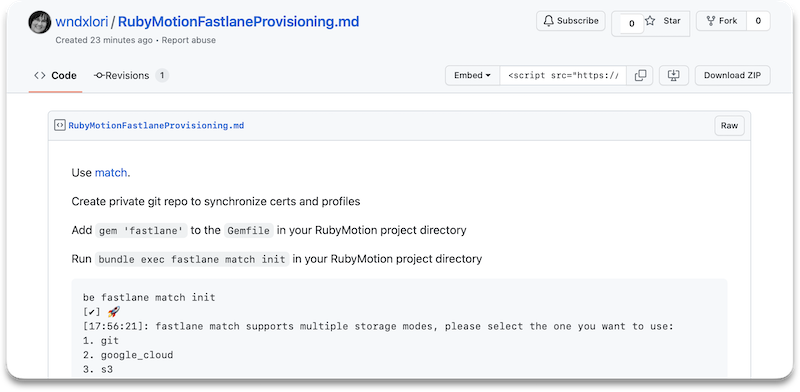 wndxlori / RubyMotionFastlaneProvisioning.md
Subscribe
0
Star
Fork
0
Created 23 minutes ago • Report abuse
Code
Revisions 1
Embed
<script src="https:/
Download ZIP
RubyMotionFastlaneProvisioning.md
Raw
Use match.
Create private git repo to synchronize certs and profiles
Add gem 'fastlane' to the Gemfile in your RubyMotion project directory
Run bundle exec fastlane match init in your RubyMotion project directory
be fastlane match init
[✔] 🚀
[17:56:21]: fastlane match supports multiple storage modes, please select the one you want to use:
1. git
2. google_cloud
3. s3